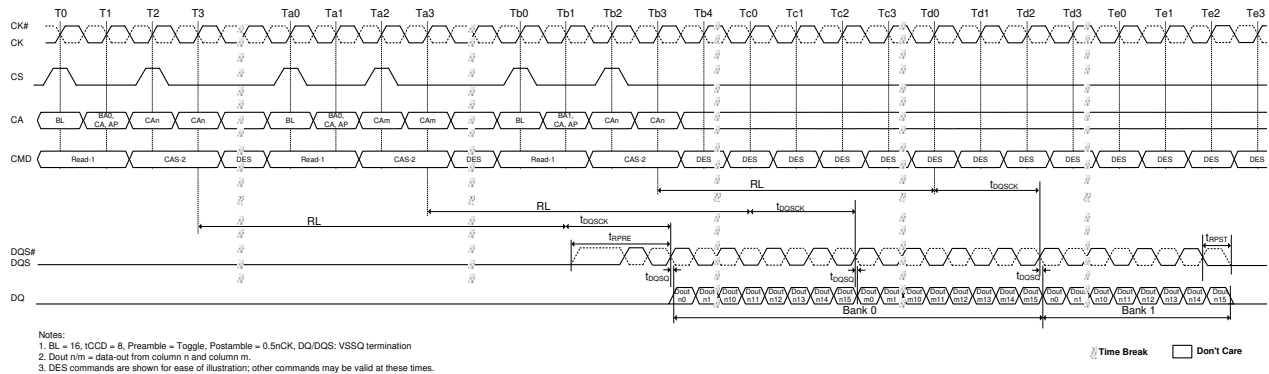 T0 T1 T2 T3 Ta0 Ta1 Ta2 Ta3 Tb0 Tb1 Tb2 Tb3 Tb4 Tc0 Tc1 Tc2 Tc3 Td0 Td1 Td2 Td3 Te0 Te1 Te2 Te3
CK#
CK
CS
CA BL BA0, CA, AP CAn CAn BL BA0, CA, AP CAm CAm BL BA1, CA, AP CAn CAn
CMD Read-1 CAS-2 DES Read-1 CAS-2 DES Read-1 CAS-2 DES DES DES DES DES DES DES DES DES DES DES DES DES
RL tDQSCK
RL tDQSCK
RL tDQSCK
tRPRE tRPST
DQS#
DQS
tDQSQ tDQSQ tDQSQ
DQ Dout n0 Dout n1 Dout n10 Dout n11 Dout n12 Dout n13 Dout n14 Dout n15 Dout m0 Dout m1 Dout m10 Dout m11 Dout m12 Dout m13 Dout m14 Dout m15 Dout n0 Dout n1 Dout n10 Dout n11 Dout n12 Dout n13 Dout n14 Dout n15
Bank 0 Bank 1
Notes:
1. BL = 16, tCCD = 8, Preamble = Toggle, Postamble = 0.5nCK, DQ/DQS: VSSQ termination
2. Dout n/m = data-out from column n and column m.
3. DES commands are shown for ease of illustration; other commands may be valid at these times.
Time Break Don't Care